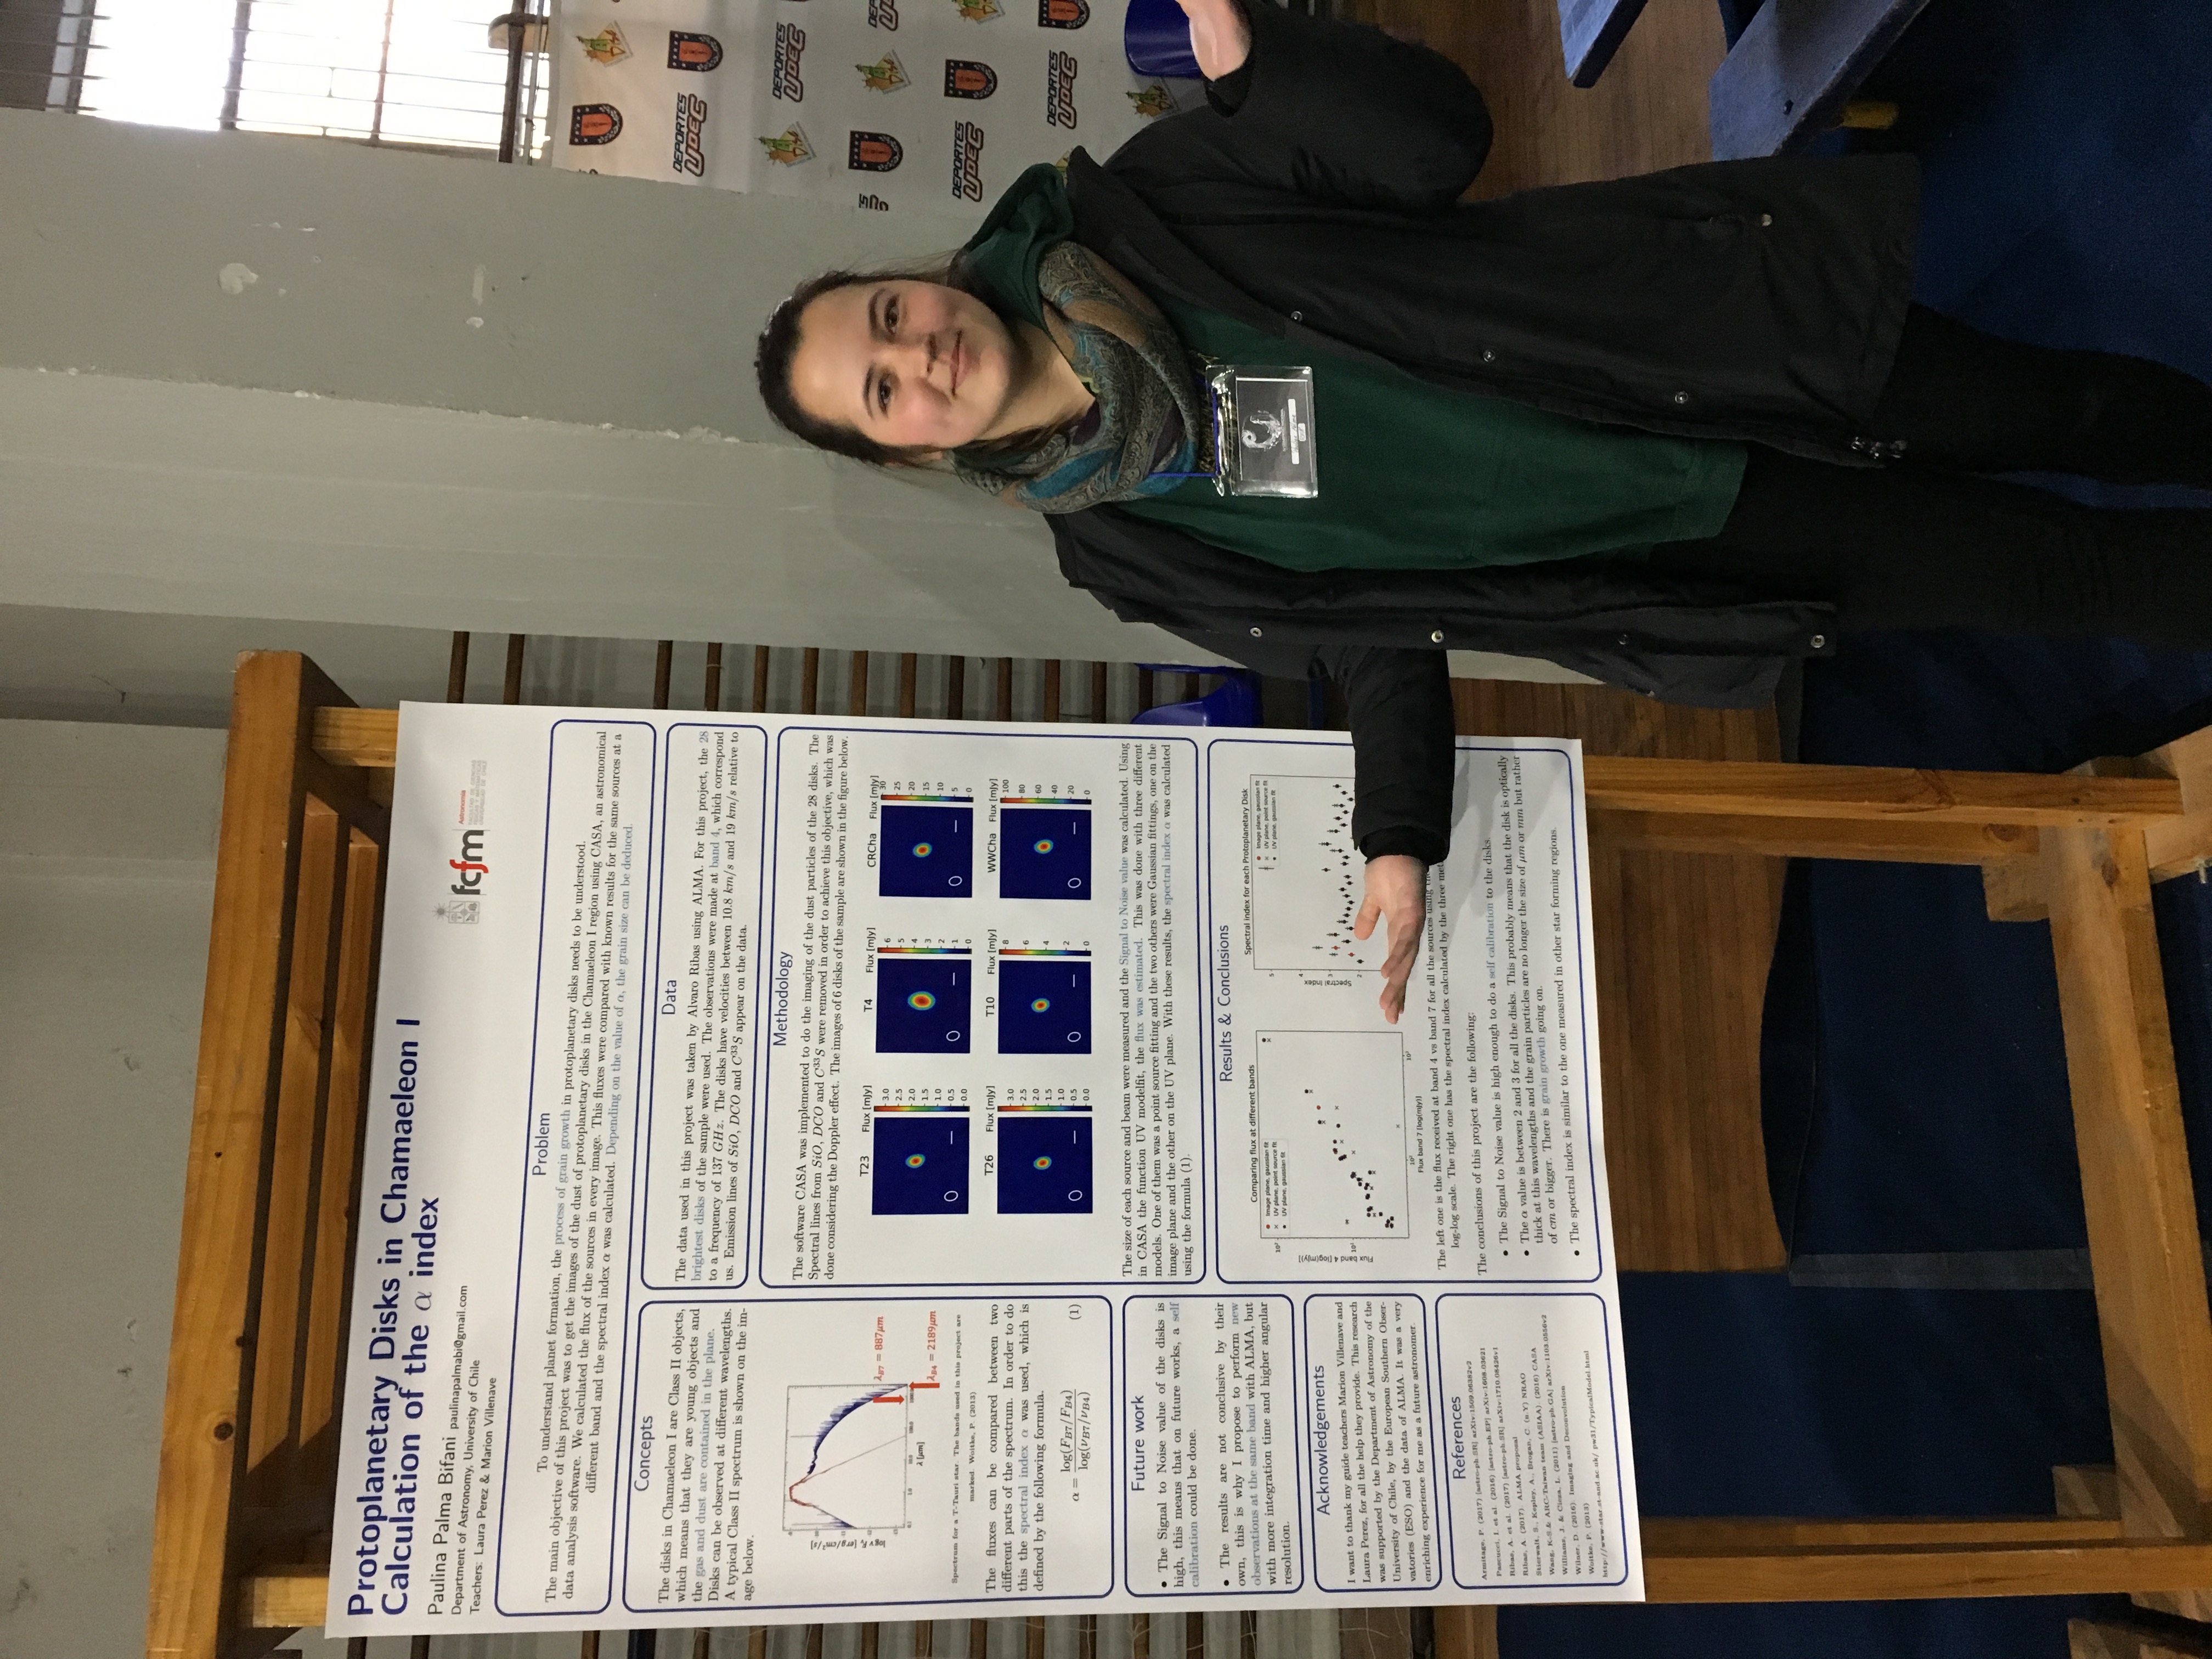 Protoplanetary Disks in Chamaeleon I
Calculation of the α index
Paulina Palma Bifani paulinapalmabi@gmail.com
Department of Astronomy, University of Chile
Teachers: Laura Perez & Marion Villenave
fcfm
Astronomía
Problem
To understand planet formation, the process of grain growth in protoplanetary disks needs to be understood.
The main objective of this project was to get the images of the dust of protoplanetary disks in the Chamaeleon I region using CASA, an astronomical
data analysis software. We calculated the flux of the sources in every image. This fluxes were compared with known results for the same sources at a
different band and the spectral index α was calculated. Depending on the value of α, the grain size can be deduced.
Concepts
The disks in Chamaeleon I are Class II objects,
which means that they are young objects and
the gas and dust are contained in the plane.
Disks can be observed at different wavelengths.
A typical Class II spectrum is shown on the im-
age below.
log ν Fν [erg/cm²/s]
λ [μm]
λB7 = 887μm
λB4 = 2189μm
Spectrum for a T-Tauri star. The bands used in this project are
marked. Woitke, P. (2013)
The fluxes can be compared between two
different parts of the spectrum. In order to do
this the spectral index α was used, which is
defined by the following formula.
α = log(FB7/FB4) / log(νB7/νB4) (1)
Future work
• The Signal to Noise value of the disks is
high, this means that on future works, a self
calibration could be done.
• The results are not conclusive by their
own, this is why I propose to perform new
observations at the same band with ALMA, but
with more integration time and higher angular
resolution.
Acknowledgements
I want to thank my guide teachers Marion Villenave and
Laura Perez, for all the help they provide. This research
was supported by the Department of Astronomy of the
University of Chile, by the European Southern Obser-
vatories (ESO) and the data of ALMA. It was a very
enriching experience for me as a future astronomer.
References
Armitage, P. (2017) [astro-ph.SR] arXiv:1509.06382v2
Pascucci, I. et al. (2016) [astro-ph.EP] arXiv:1608.03621
Ribas, A. et al. (2017) [astro-ph.SR] arXiv:1710.08426v1
Ribas, A. (2017). ALMA proposal
Stierwalt, S., Kepley, A., Brogan, C. (n.Y) NRAO
Wang, K-S.& ARC-Taiwan team (ASIAA). (2016) CASA
Williams, J. & Cieza, L. (2011) [astro-ph.GA] arXiv:1103.0556v2
Wilner, D. (2016). Imaging and Deconvolution
Woitke, P. (2013)
http://www-star.st-and.ac.uk/ pw31/TypicalModel.html
Data
The data used in this project was taken by Alvaro Ribas using ALMA. For this project, the 28
brightest disks of the sample were used. The observations were made at band 4, which correspond
to a frequency of 137 GHz. The disks have velocities between 10.8 km/s and 19 km/s relative to
us. Emission lines of SiO, DCO and C³³S appear on the data.
Methodology
The software CASA was implemented to do the imaging of the dust particles of the 28 disks. The
Spectral lines from SiO, DCO and C³³S were removed in order to achieve this objective, which was
done considering the Doppler effect. The images of 6 disks of the sample are shown in the figure below.
T23 Flux [mJy]
3.0
2.5
2.0
1.5
1.0
0.5
0.0
T4 Flux [mJy]
6
5
4
3
2
1
0
CRCha Flux [mJy]
30
25
20
15
10
5
0
T26 Flux [mJy]
3.0
2.5
2.0
1.5
1.0
0.5
0.0
T10 Flux [mJy]
8
6
4
2
0
WWCha Flux [mJy]
100
80
60
40
20
0
The size of each source and beam were measured and the Signal to Noise value was calculated. Using
in CASA the function UV modelfit, the flux was estimated. This was done with three different
models. One of them was a point source fitting and the two others were Gaussian fittings, one on the
image plane and the other on the UV plane. With these results, the spectral index α was calculated
using the formula (1).
Results & Conclusions
Comparing flux at different bands
Image plane, gaussian fit
UV plane, point source fit
UV plane, gaussian fit
Flux band 4 [log(mJy)]
Flux band 7 [log(mJy)]
Spectral index for each Protoplanetary Disk
Image plane, gaussian fit
UV plane, point source fit
UV plane, gaussian fit
Spectral Index
5
4
3
2
The left one is the flux received at band 4 vs band 7 for all the sources using
log-log scale. The right one has the spectral index calculated by the three
The conclusions of this project are the following:
• The Signal to Noise value is high enough to do a self calibration to the disks.
• The α value is between 2 and 3 for all the disks. This probably means that the disk is optically
thick at this wavelengths and the grain particles are no longer the size of μm or mm but rather
of cm or bigger. There is grain growth going on.
• The spectral index is similar to the one measured in other star forming regions.
DEPORTES
UDEC
DEPORTES
UDEC
DEPORTES
UDEC
DEPORTES
UDEC